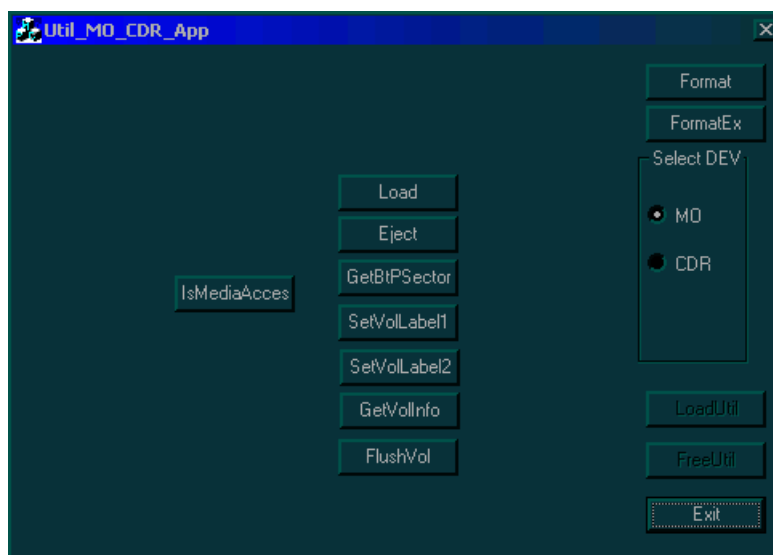 Util_MO_CDR_App
Format
FormatEx
Select DEV
MO
CDR
Load
Eject
GetBtPSector
IsMediaAcces
SetVolLabel1
SetVolLabel2
GetVolInfo
FlushVol
LoadUtil
FreeUtil
Exit